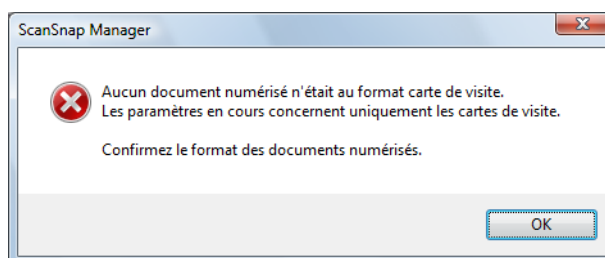 ScanSnap Manager
Aucun document numérisé n'était au format carte de visite.
Les paramètres en cours concernent uniquement les cartes de visite.
Confirmez le format des documents numérisés.
OK